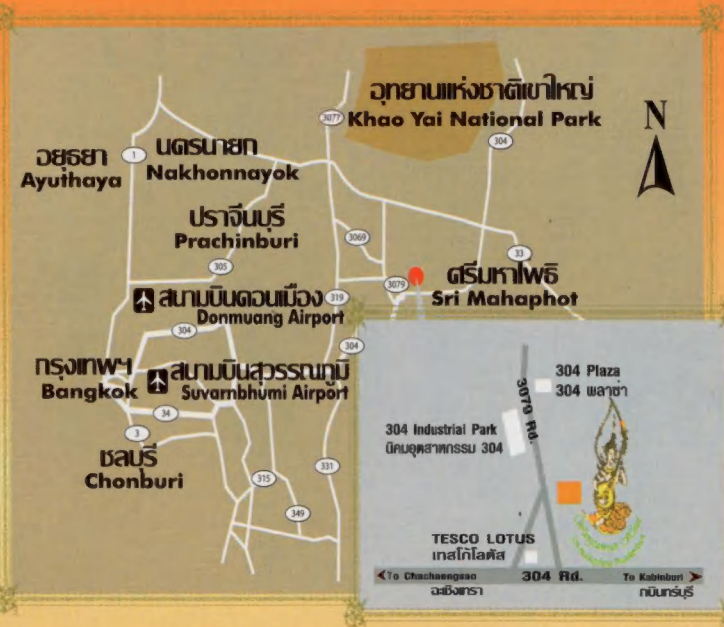 อุทยานแห่งชาติเขาใหญ่
Khao Yai National Park
N
3077
304
อยุธยา
Ayuthaya
1
นครนายก
Nakhonnayok
ปราจีนบุรี
Prachinburi
3069
33
305
3079
ศรีมหาโพธิ
Sri Mahaphot
สนามบินดอนเมือง
Donmuang Airport
319
304
304
กรุงเทพฯ
Bangkok
สนามบินสุวรรณภูมิ
Suvarnbhumi Airport
34
3
ชลบุรี
Chonburi
315
331
349
304 Plaza
304 พลาซ่า
3079 Rd.
304 Industrial Park
นิคมอุตสาหกรรม 304
TESCO LOTUS
เทสโก้โลตัส
To Chachaengsao
304 Rd.
To Kabinburi
ฉะเชิงเทรา
กบินทร์บุรี